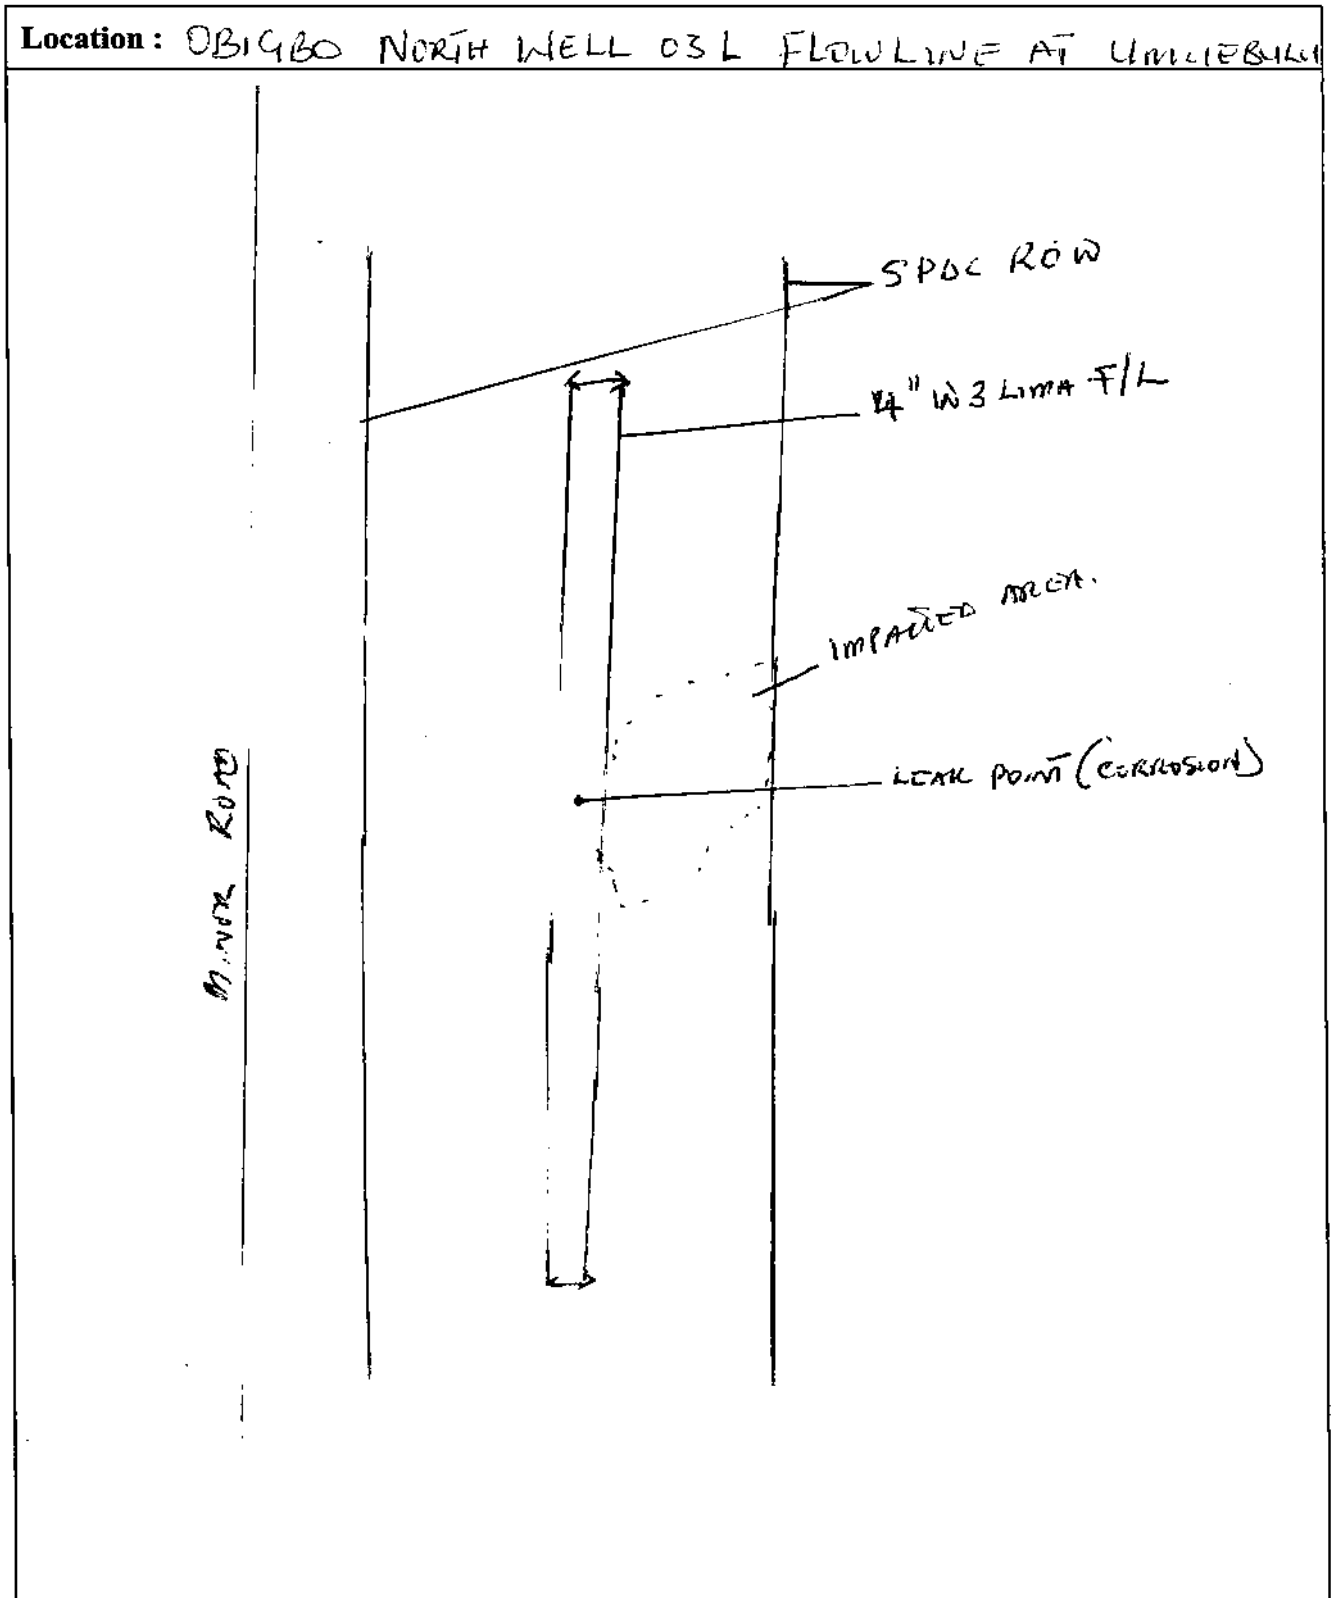 Location : OBIGBO NORTH WELL 03L FLOWLINE AT
SPDC ROW
4" W3 LIMA F/L
IMPACTED AREA.
LEAK POINT (CORROSION)
MINOR ROAD